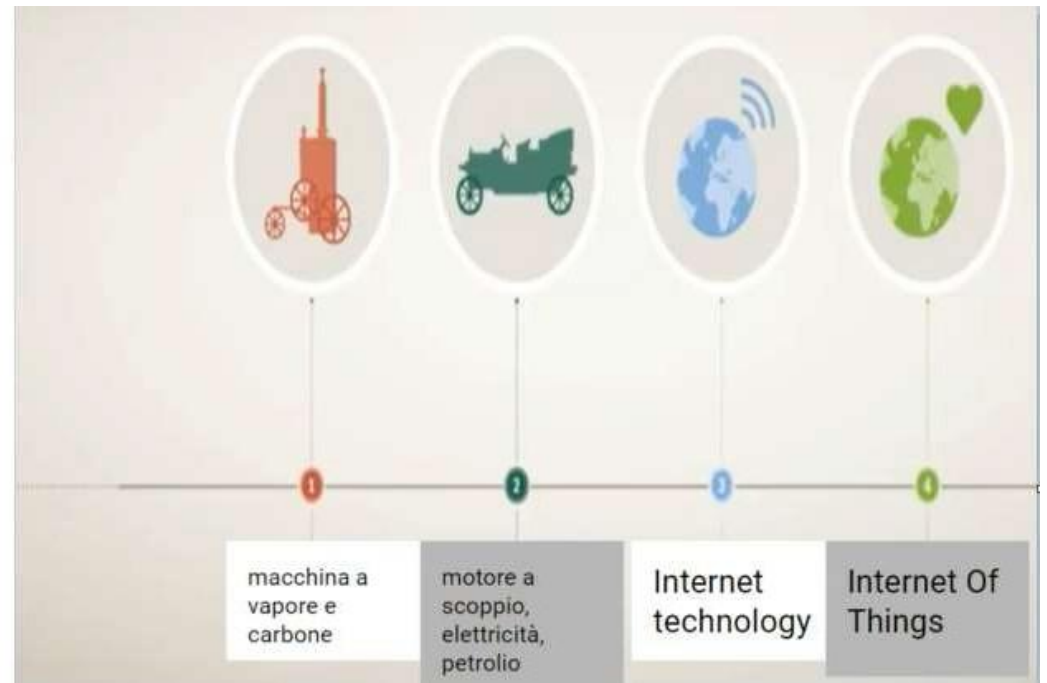 1
2
3
4
macchina a
vapore e
carbone
motore a
scoppio,
elettricità,
petrolio
Internet
technology
Internet Of
Things